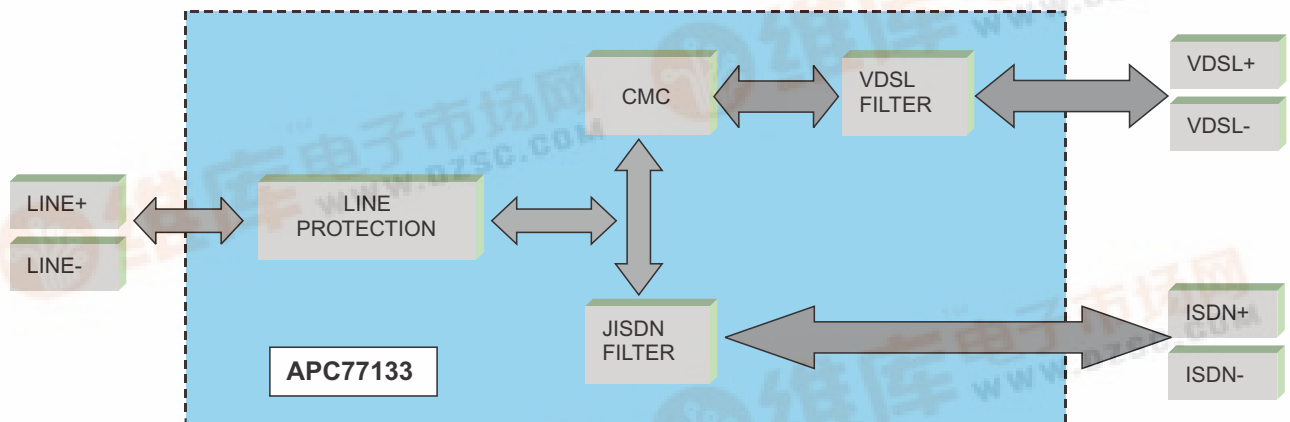 维库电子市场网
WWW.DZSC.COM
CMC
VDSL
FILTER
VDSL+
VDSL-
LINE+
LINE-
LINE
PROTECTION
JISDN
FILTER
ISDN+
ISDN-
APC77133